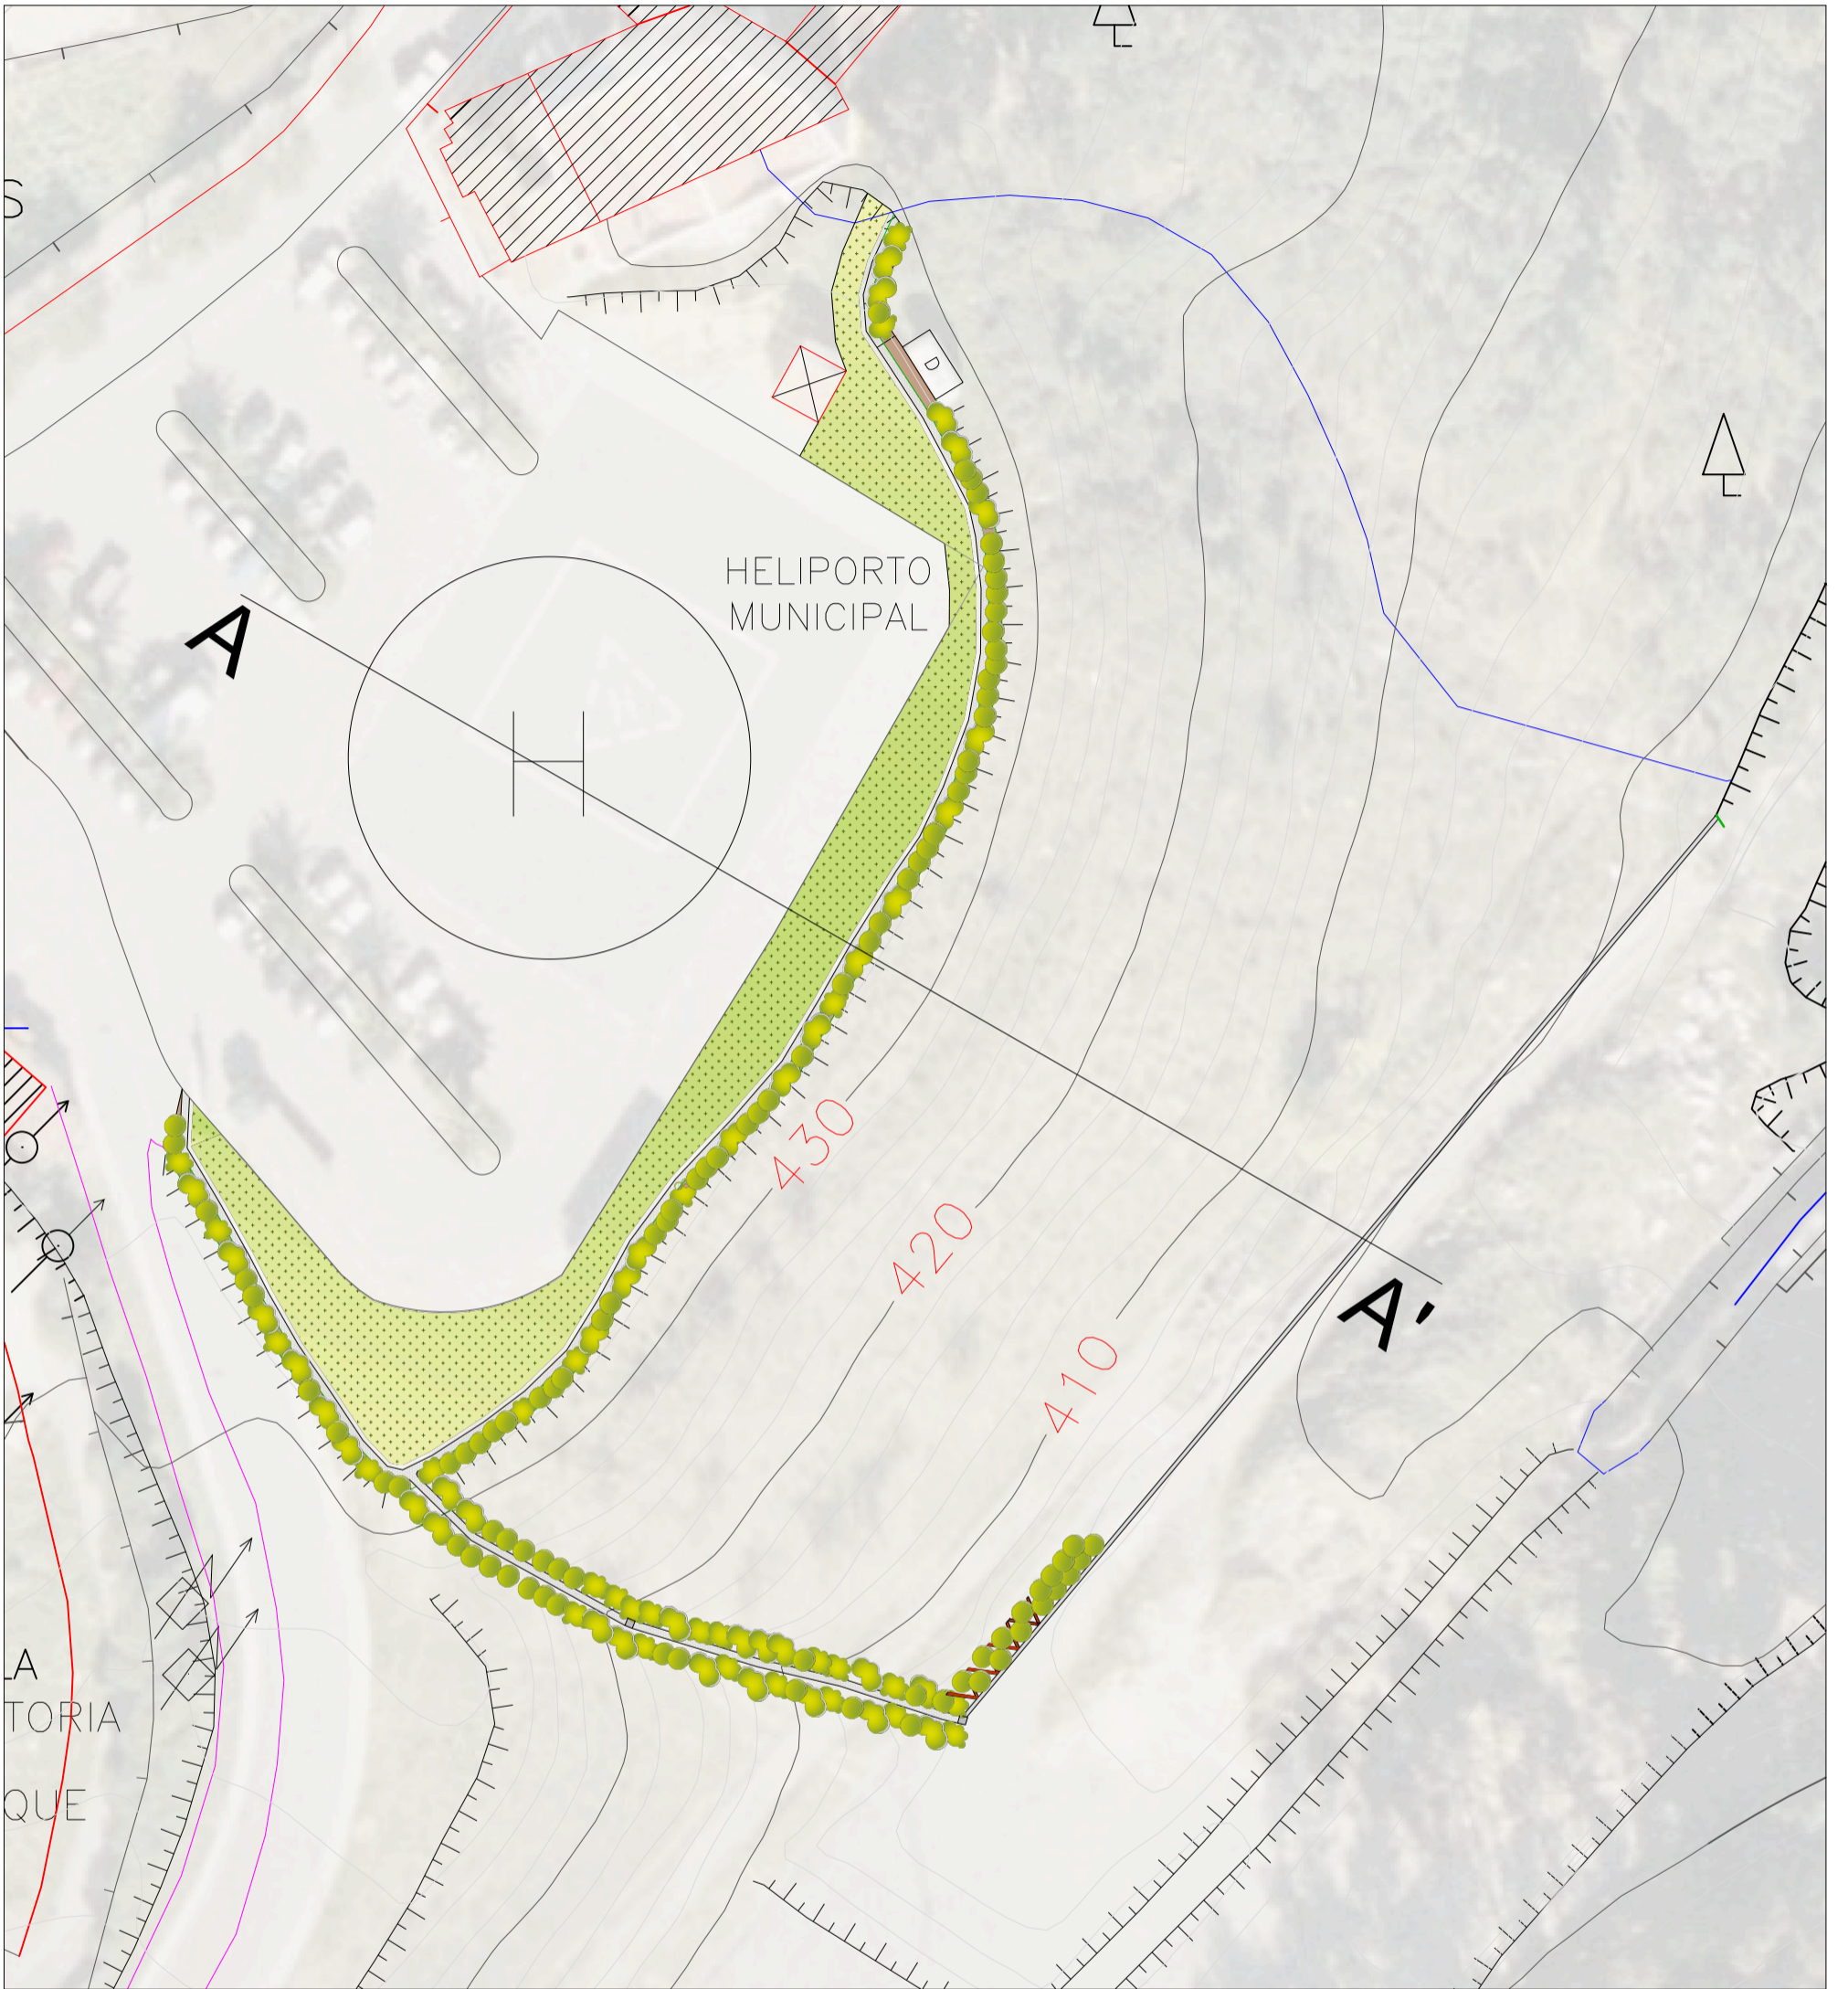 S
HELIPORTO
MUNICIPAL
D
A
H
430
420
410
A'
LA
TORIA
QUE